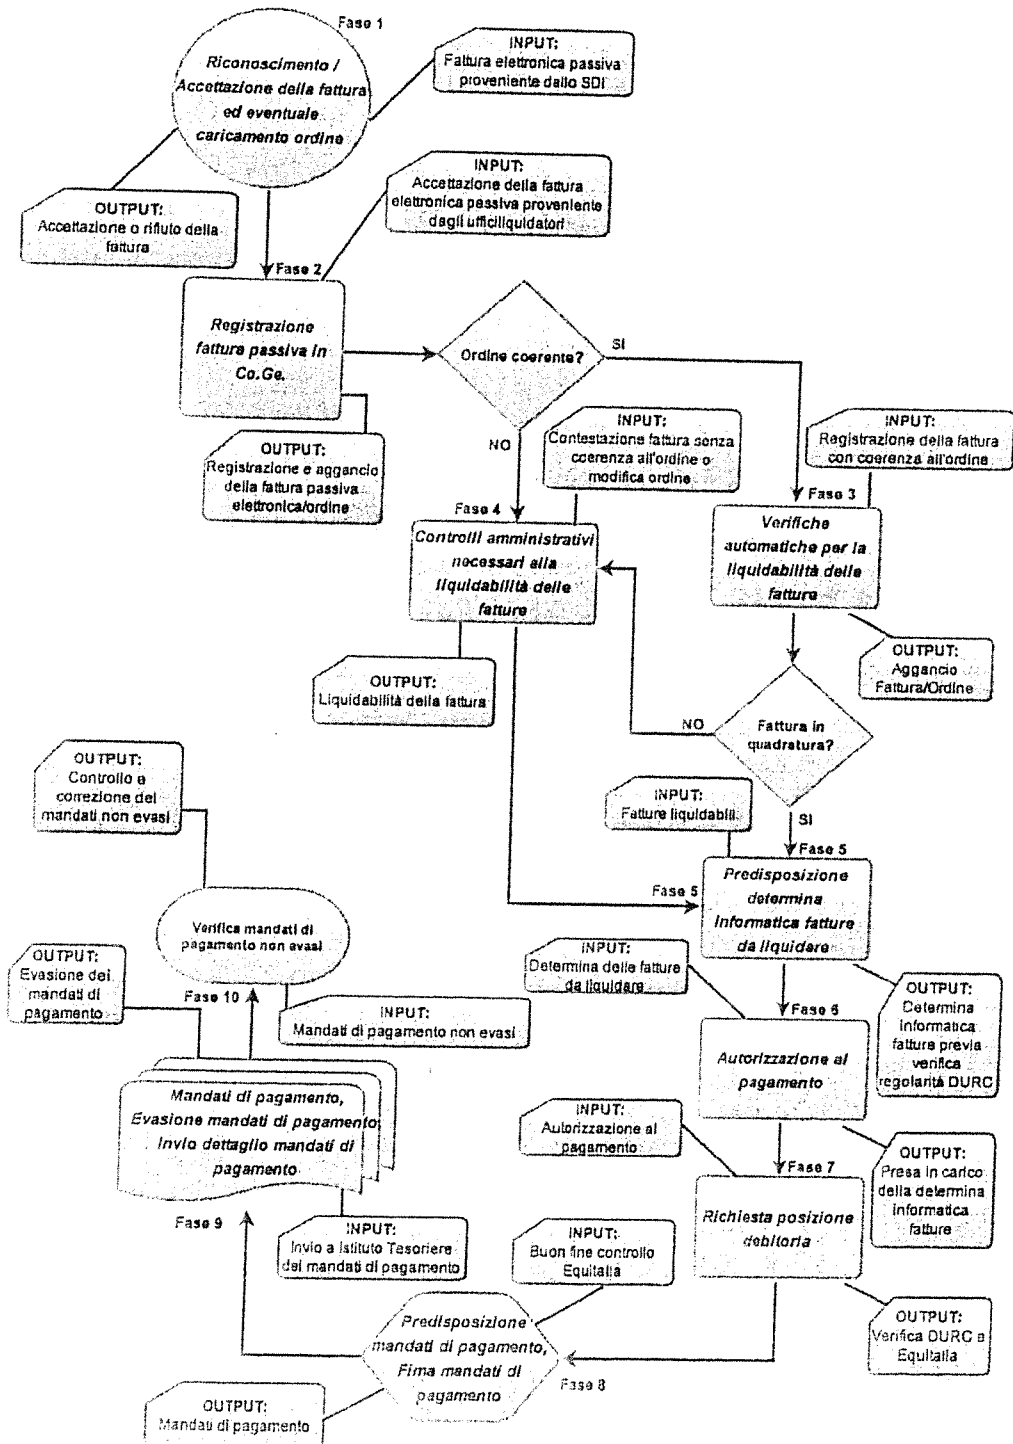 Fase 1
Riconoscimento /
Accettazione della fattura
ed eventuale
caricamento ordine
INPUT:
Fattura elettronica passiva
proveniente dallo SDI
INPUT:
Accettazione della fattura
elettronica passiva proveniente
dagli ufficiliquidatori
OUTPUT:
Accettazione o rifiuto della
fattura
Fase 2
Registrazione
fattura passiva in
Co.Ge.
Ordine coerente?
SI
NO
OUTPUT:
Registrazione e aggancio
della fattura passiva
elettronica/ordine
INPUT:
Contestazione fattura senza
coerenza all'ordine o
modifica ordine
INPUT:
Registrazione della fattura
con coerenza all'ordine
Fase 4
Controlli amministrativi
necessari alla
liquidabilità delle
fatture
Fase 3
Verifiche
automatiche per la
liquidabilità delle
fatture
OUTPUT:
Liquidabilità della fattura
OUTPUT:
Aggancio
Fattura/Ordine
NO
Fattura in
quadratura?
SI
INPUT:
Fatture liquidabili
Fase 5
Fase 5
Predisposizione
determina
informatica fatture
da liquidare
OUTPUT:
Controllo e
correzione dei
mandati non evasi
Verifica mandati di
pagamento non evasi
OUTPUT:
Evasione dei
mandati di
pagamento
Fase 10
INPUT:
Mandati di pagamento non evasi
INPUT:
Determina delle fatture
da liquidare
OUTPUT:
Determina
informatica
fatture previa
verifica
regolarità DURC
Fase 6
Autorizzazione al
pagamento
Mandati di pagamento,
Evasione mandati di pagamento
Invio dettaglio mandati di
pagamento
INPUT:
Autorizzazione al
pagamento
OUTPUT:
Presa in carico
della determina
informatica
fatture
Fase 7
Richiesta posizione
debitoria
Fase 9
INPUT:
Invio a Istituto Tesoriere
dei mandati di pagamento
INPUT:
Buon fine controllo
Equitalia
OUTPUT:
Verifica DURC e
Equitalia
Predisposizione
mandati di pagamento,
Fima mandati di
pagamento
Fase 8
OUTPUT:
Mandati di pagamento